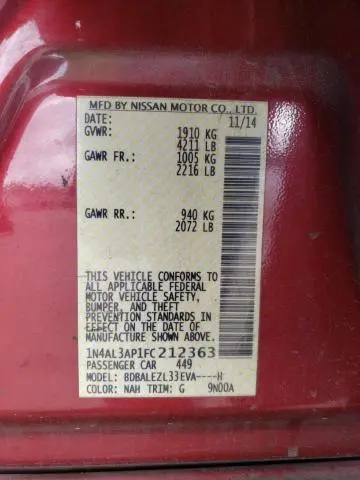 MFD BY NISSAN MOTOR CO., LTD.
DATE: 11/14
GVWR: 1910 KG
4211 LB
GAWR FR: 1005 KG
2216 LB
GAWR RR: 940 KG
2072 LB
THIS VEHICLE CONFORMS TO
ALL APPLICABLE FEDERAL
MOTOR VEHICLE SAFETY,
BUMPER, AND THEFT
PREVENTION STANDARDS
IN EFFECT ON THE DATE OF
MANUFACTURE SHOWN ABOVE.
1N4AL3AP1FC212363
PASSENGER CAR 449
MODEL: BDBALEZL33EVA----H
COLOR: NAH TRIM: G 9N00A